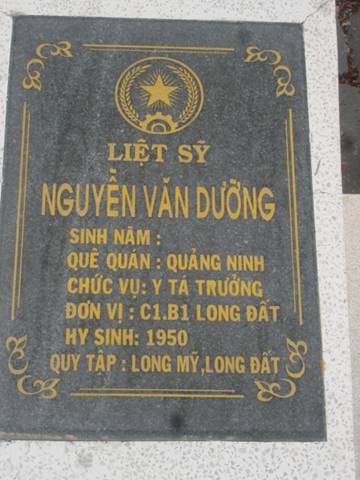 LIỆT SỸ
NGUYỄN VĂN DƯỠNG
SINH NĂM :
QUÊ QUÁN : QUẢNG NINH
CHỨC VỤ: Y TÁ TRƯỞNG
ĐƠN VỊ : C1.B1 LONG ĐẤT
HY SINH: 1950
QUY TẬP : LONG MỸ,LONG ĐẤT